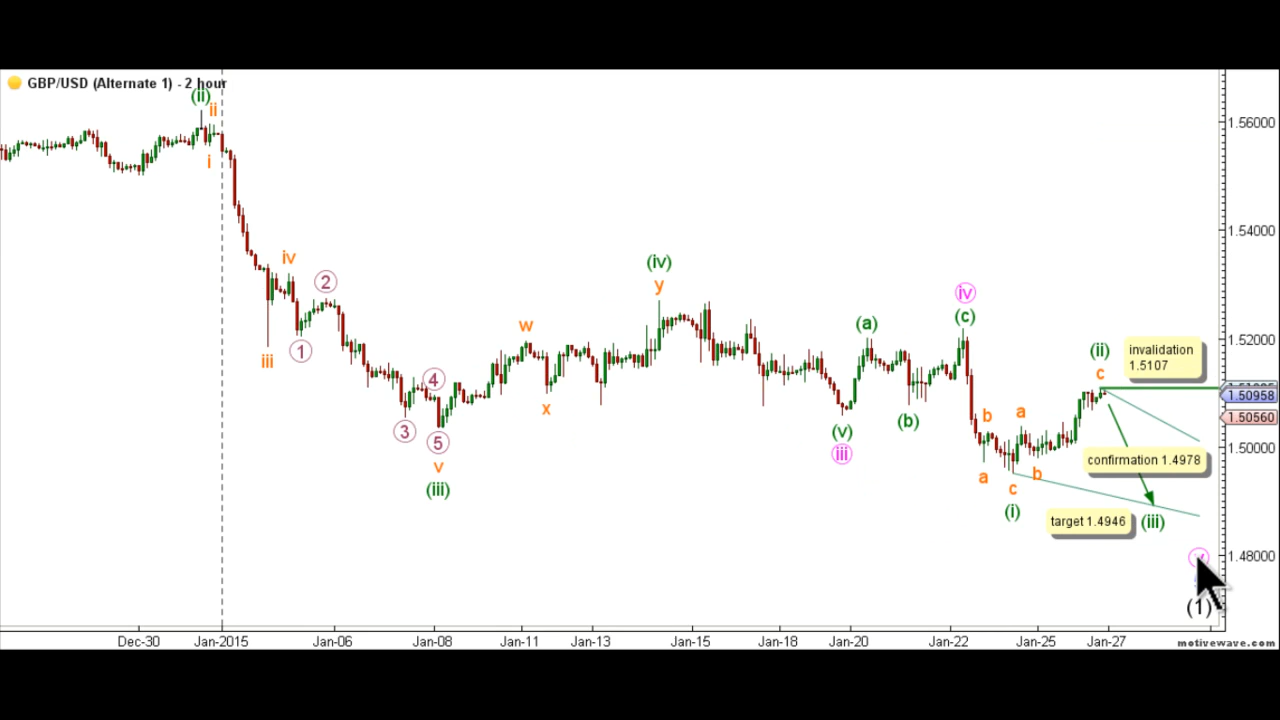 GBP/USD (Alternate 1) - 2 hour
(ii)
ii
i
iii
iv
1
2
3
4
5
v
(iii)
w
x
y
(iv)
(v)
iii
(a)
(b)
iv
(c)
b
a
a
c
b
(i)
(ii)
c
invalidation
1.5107
confirmation 1.4978
target 1.4946
(iii)
(1)
1.56000
1.54000
1.52000
1.50958
1.50560
1.50000
1.48000
Dec-30
Jan-2015
Jan-06
Jan-08
Jan-11
Jan-13
Jan-15
Jan-18
Jan-20
Jan-22
Jan-25
Jan-27
motivewave.com